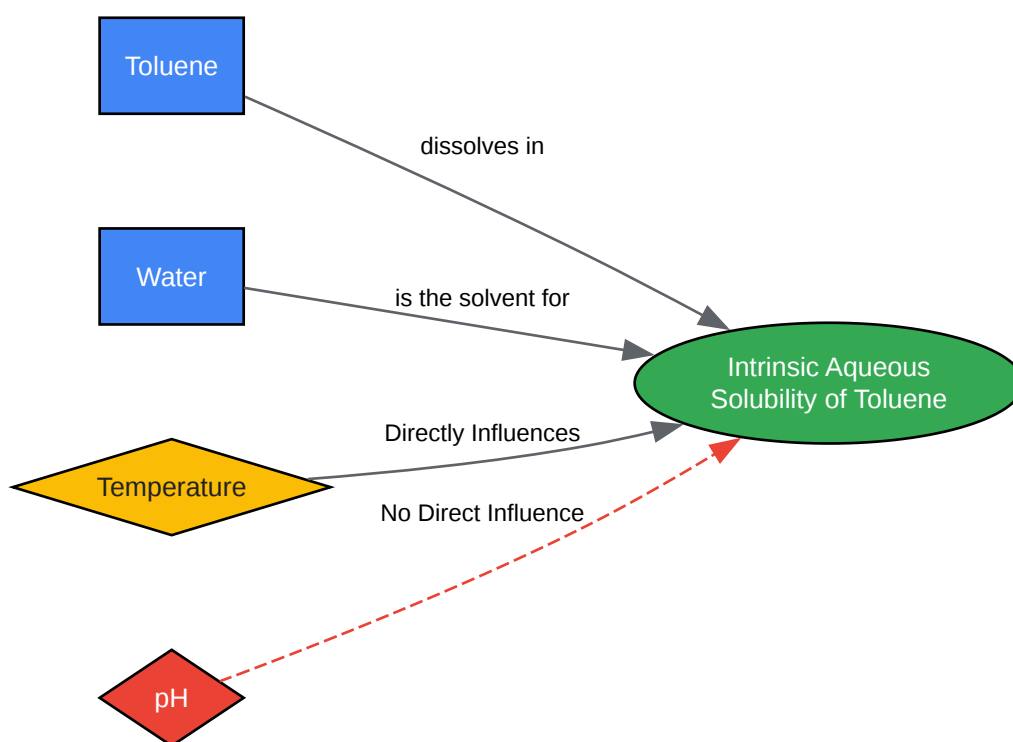 Toluene
dissolves in
Water
is the solvent for
Intrinsic Aqueous
Solubility of Toluene
Directly Influences
Temperature
No Direct Influence
pH